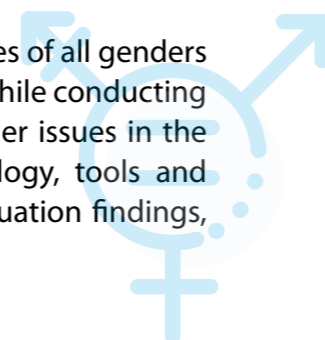 es of all genders
hile conducting
er issues in the
logy, tools and
uation findings,